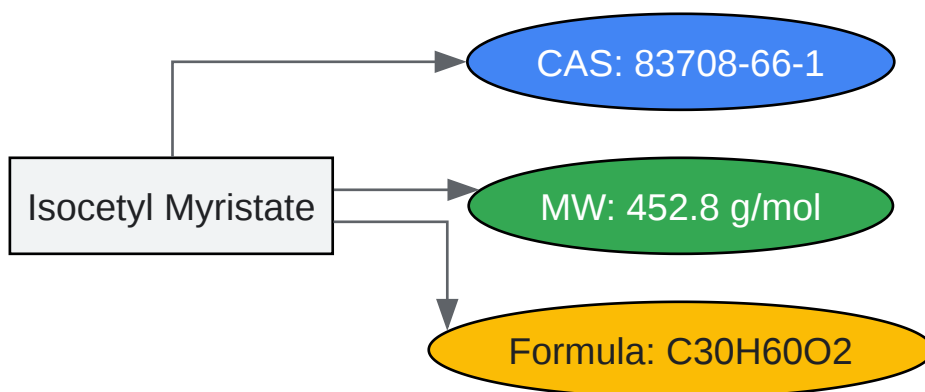 CAS: 83708-66-1
Isocetyl Myristate
MW: 452.8 g/mol
Formula: C30H60O2